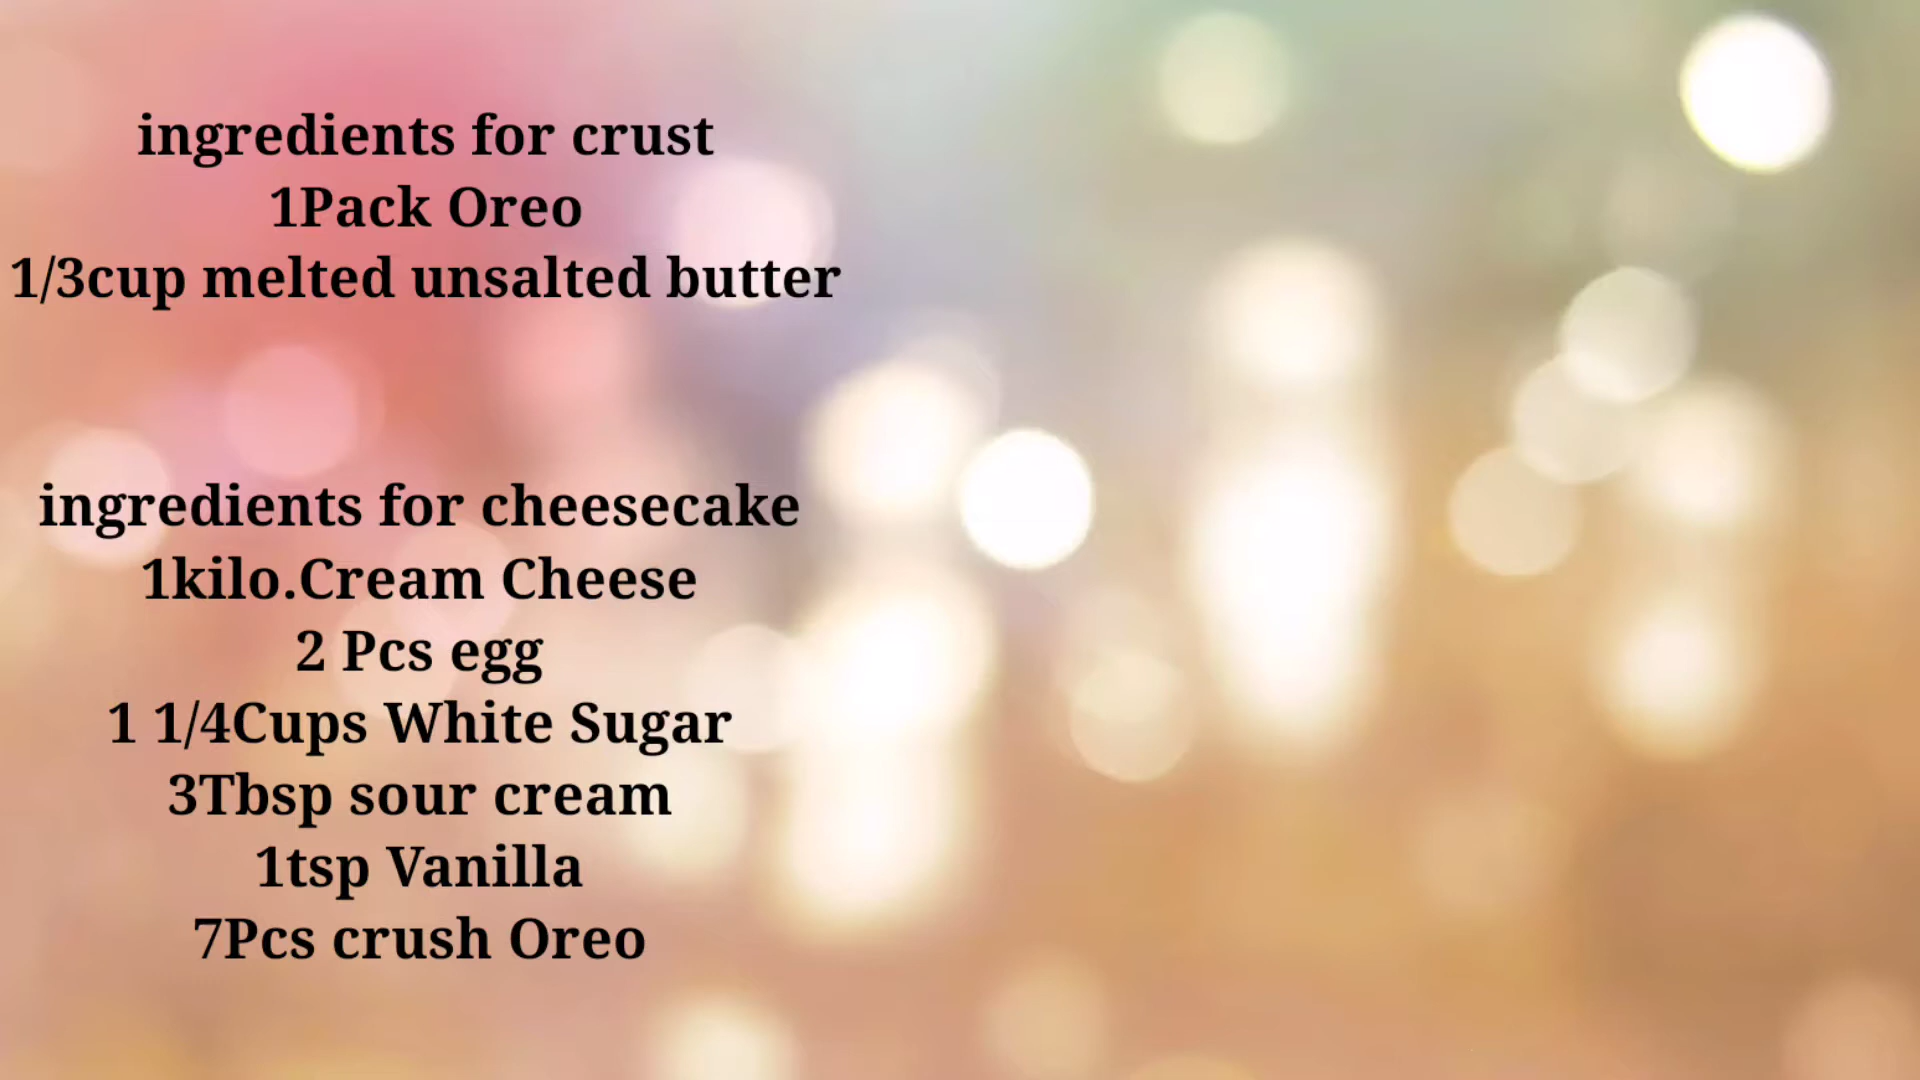 ingredients for crust
1Pack Oreo
1/3cup melted unsalted butter
ingredients for cheesecake
1kilo.Cream Cheese
2 Pcs egg
1 1/4Cups White Sugar
3Tbsp sour cream
1tsp Vanilla
7Pcs crush Oreo